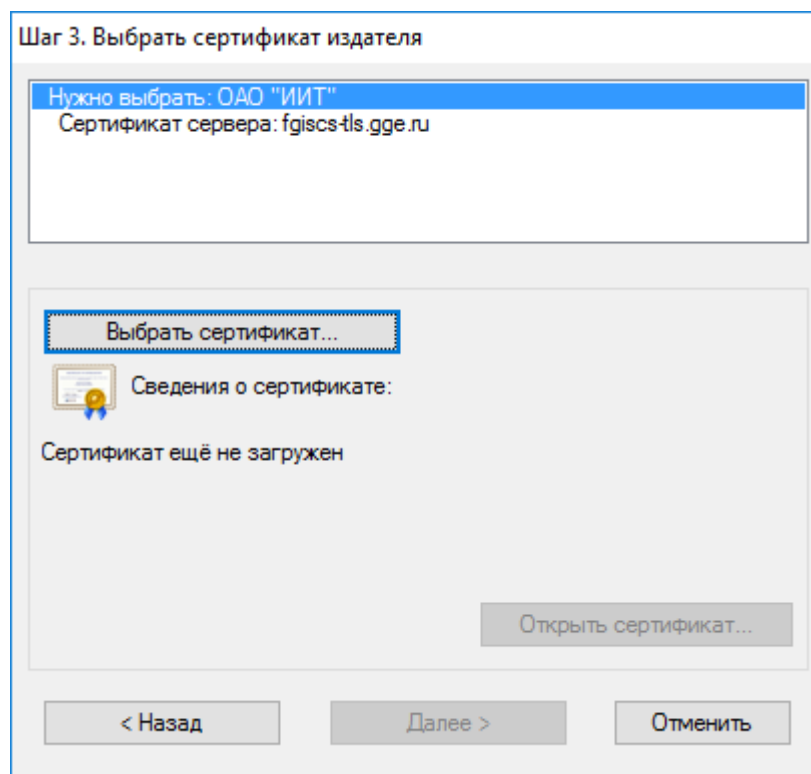 Шаг 3. Выбрать сертификат издателя
Нужно выбрать: ОАО "ИИТ"
Сертификат сервера: fgiscs-tls.gge.ru
Выбрать сертификат...
Сведения о сертификате:
Сертификат ещё не загружен
Открыть сертификат...
< Назад
Далее >
Отменить